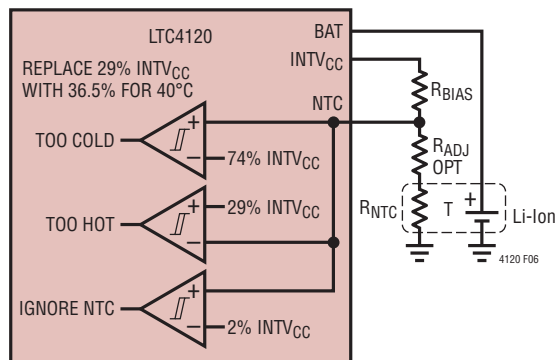 LTC4120
BAT
INTVCC
REPLACE 29% INTVCC
WITH 36.5% FOR 40°C
RBIAS
NTC
TOO COLD
+
–
74% INTVCC
RADJ
OPT
TOO HOT
+
–
29% INTVCC
RNTC
T
+
Li-Ion
4120 F06
IGNORE NTC
+
–
2% INTVCC